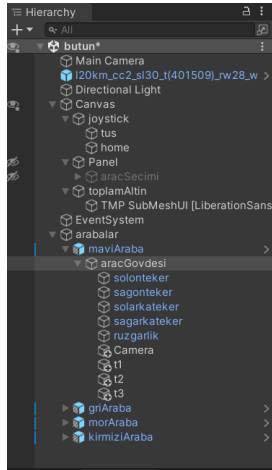 Hierarchy
All
butun*
Main Camera
l20km_cc2_sl30_t(401509)_rw28_w
Directional Light
Canvas
joystick
tus
home
Panel
aracSecimi
toplamAltin
TMP SubMeshUI [LiberationSans
EventSystem
arabalar
maviAraba
aracGovdesi
solonteker
sagonteker
solarkateker
sagarkateker
ruzgarlik
Camera
t1
t2
t3
griAraba
morAraba
kirmiziAraba